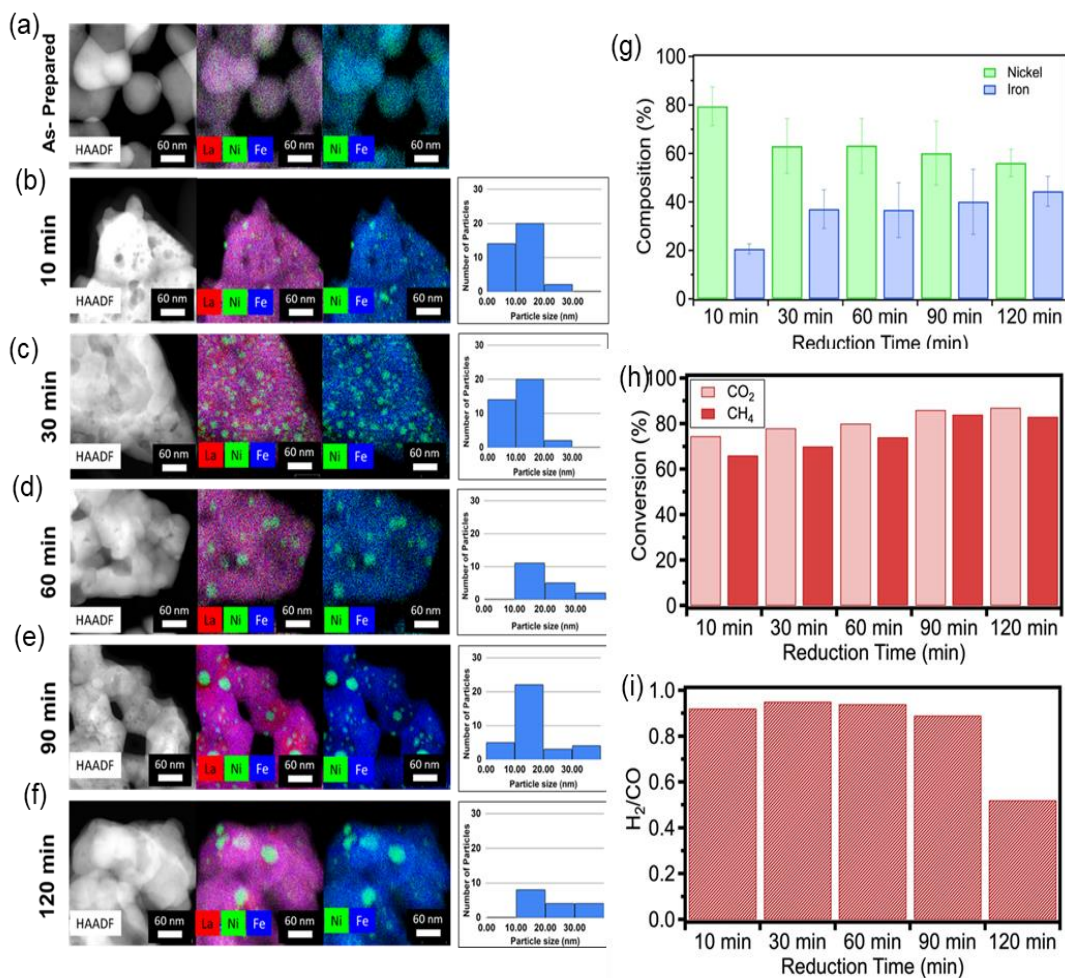 (a)
As- Prepared
HAADF
60 nm
La Ni Fe
60 nm
Ni Fe
60 nm
(b)
10 min
HAADF
60 nm
La Ni Fe
60 nm
Ni Fe
60 nm
Number of Particles
30
20
10
0
0.00 10.00 20.00 30.00
Particle size (nm)
(c)
30 min
HAADF
60 nm
La Ni Fe
60 nm
Ni Fe
60 nm
Number of Particles
30
20
10
0
0.00 10.00 20.00 30.00
Particle size (nm)
(d)
60 min
HAADF
60 nm
La Ni Fe
60 nm
Ni Fe
60 nm
Number of Particles
30
20
10
0
0.00 10.00 20.00 30.00
Particle size (nm)
(e)
90 min
HAADF
60 nm
La Ni Fe
60 nm
Ni Fe
60 nm
Number of Particles
30
20
10
0
0.00 10.00 20.00 30.00
Particle size (nm)
(f)
120 min
HAADF
60 nm
La Ni Fe
60 nm
Ni Fe
60 nm
Number of Particles
30
20
10
0
0.00 10.00 20.00 30.00
Particle size (nm)
(g)
Composition (%)
100
80
60
40
20
0
Nickel
Iron
10 min 30 min 60 min 90 min 120 min
Reduction Time (min)
(h)
Conversion (%)
100
80
60
40
20
0
CO₂
CH₄
10 min 30 min 60 min 90 min 120 min
Reduction Time (min)
(i)
H₂/CO
1.0
0.8
0.6
0.4
0.2
0.0
10 min 30 min 60 min 90 min 120 min
Reduction Time (min)